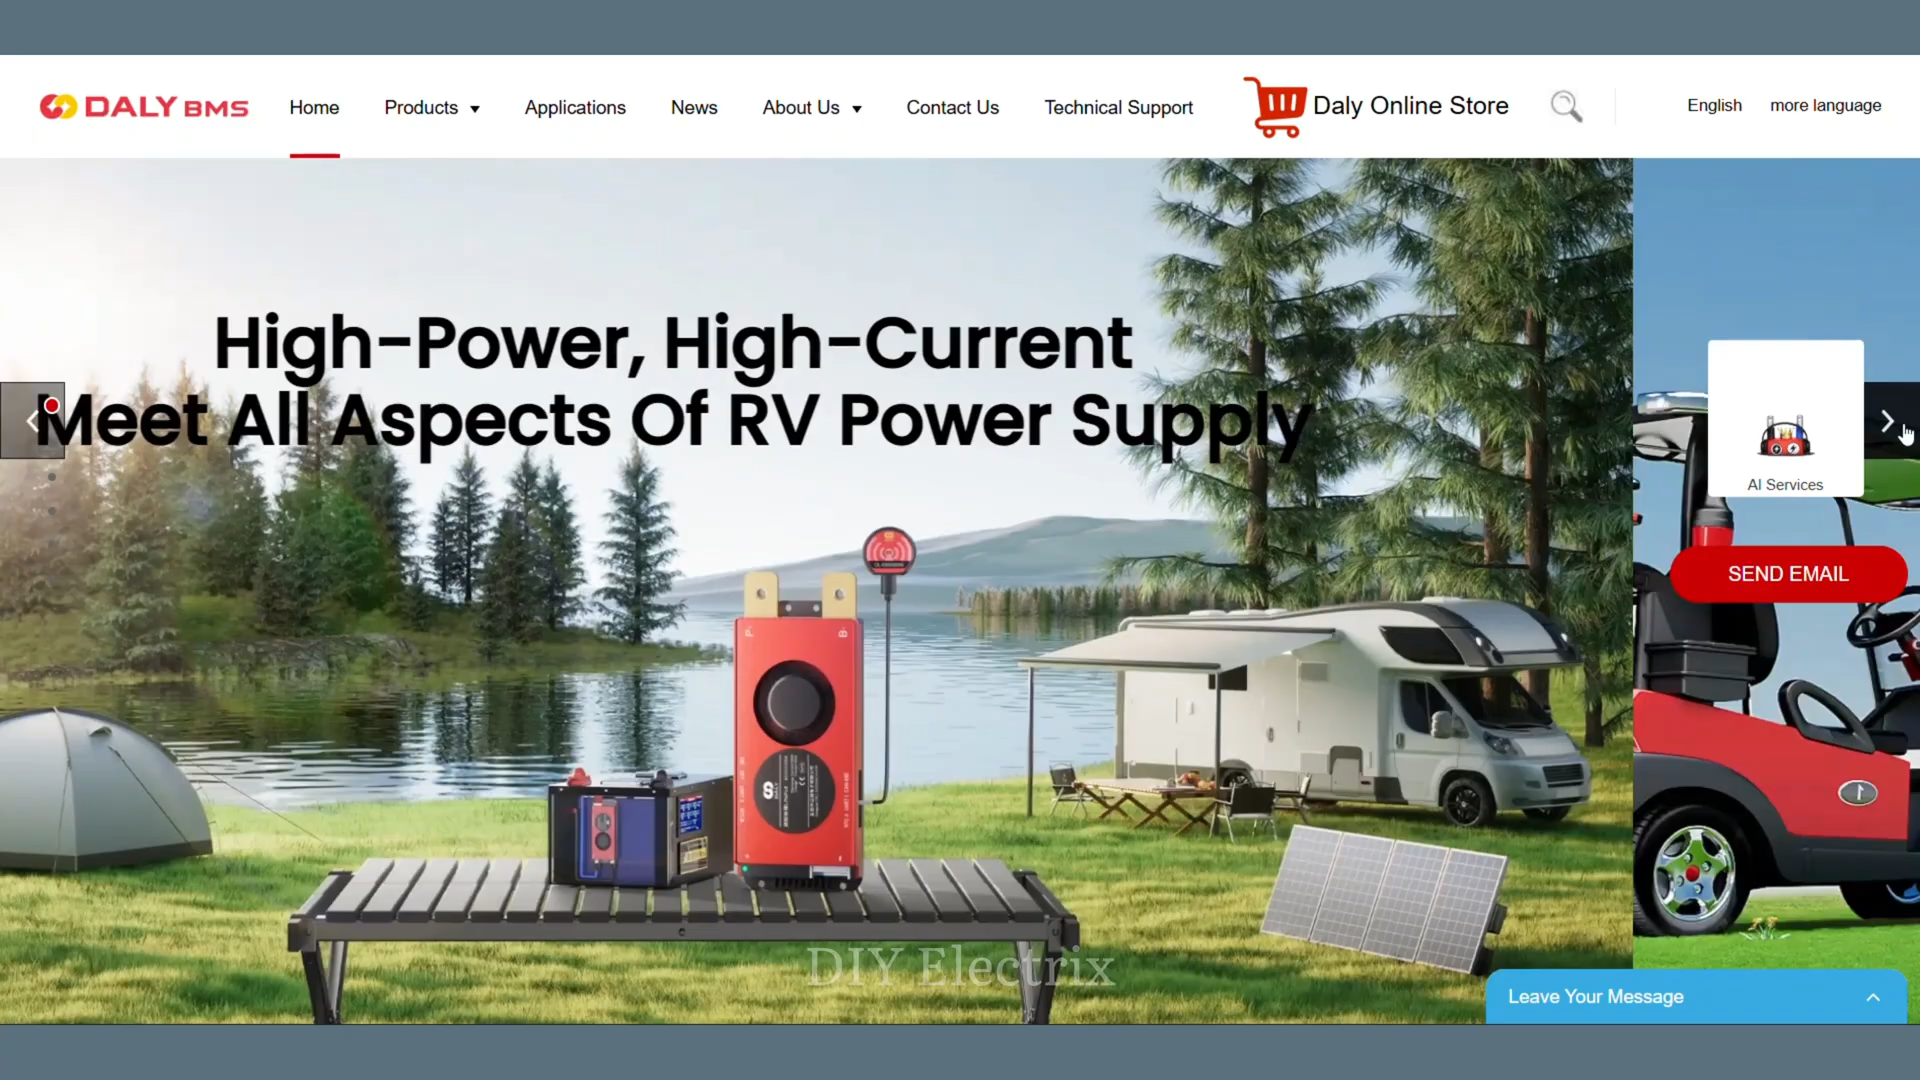 DALY BMS
Home
Products
Applications
News
About Us
Contact Us
Technical Support
Daly Online Store
English
more language
High-Power, High-Current
Meet All Aspects Of RV Power Supply
AI Services
SEND EMAIL
P-
B-
DALY
DIY Electrix
Leave Your Message